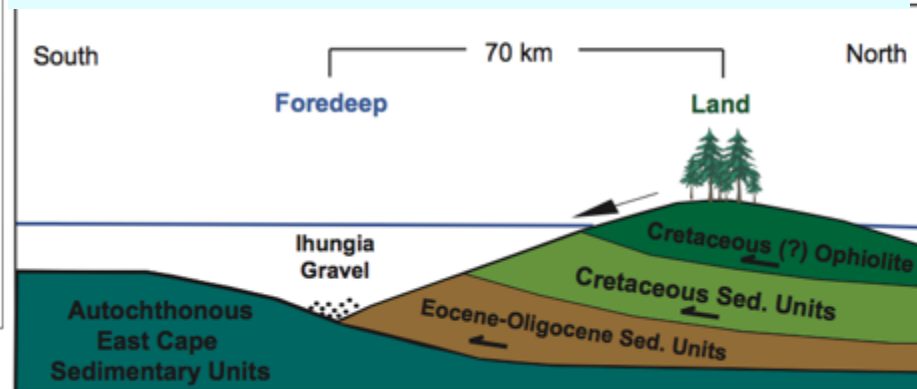 South
70 km
North
Foredeep
Land
Ihungia
Gravel
Cretaceous (?) Ophiolite
Cretaceous Sed. Units
Eocene-Oligocene Sed. Units
Autochthonous
East Cape
Sedimentary Units